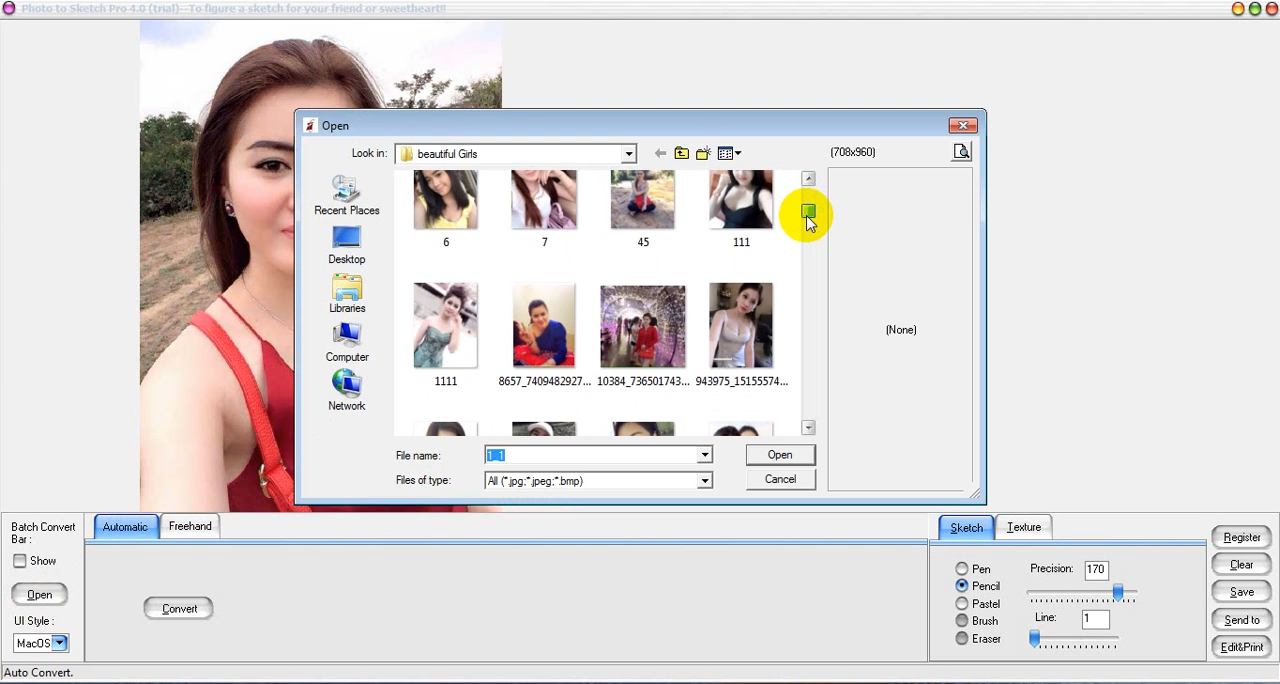 Photo to Sketch Pro 4.0 (trial)--To figure a sketch for your friend or sweetheart!!
Open
Look in:
beautiful Girls
(708x960)
Recent Places
Desktop
Libraries
Computer
Network
6
7
45
111
1111
8657_7409482927...
10384_736501743...
943975_15155574...
(None)
File name:
1_1
Open
Files of type:
All (*.jpg;*.jpeg;*.bmp)
Cancel
Batch Convert
Bar :
Show
Open
UI Style :
MacOS
Automatic
Freehand
Convert
Sketch
Texture
Pen
Pencil
Pastel
Brush
Eraser
Precision:
170
Line:
1
Register
Clear
Save
Send to
Edit&Print
Auto Convert.